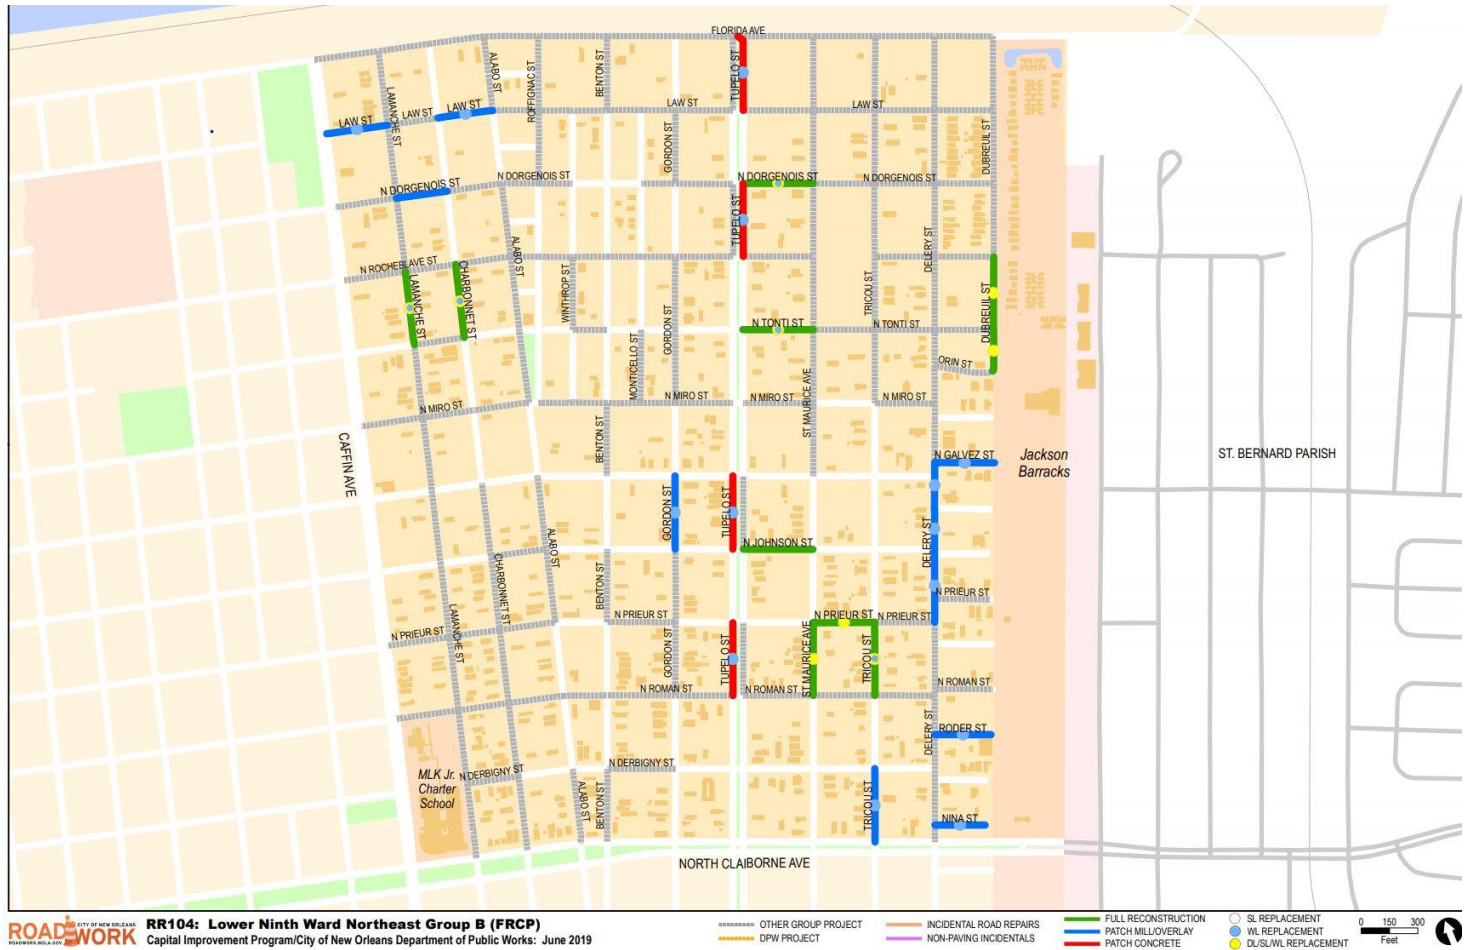 FLORIDA AVE
ALABO ST
ROFFIGNAC ST
BENTON ST
TUPELO ST
LAMANCHE ST
LAW ST
LAW ST
LAW ST
LAW ST
LAW ST
GORDON ST
DUBREUIL ST
N DORGENOIS ST
N DORGENOIS ST
N DORGENOIS ST
N DORGENOIS ST
TUPELO ST
DELERY ST
ALABO ST
N ROCHEBLAVE ST
LAMANCHE ST
CHARBONNET ST
WINTHROP ST
GORDON ST
TRICOU ST
DUBREUIL ST
N TONTI ST
N TONTI ST
MONTICELLO ST
ORIN ST
ST MAURICE AVE
N MIRO ST
N MIRO ST
N MIRO ST
N MIRO ST
CAFFIN AVE
BENTON ST
N GALVEZ ST
Jackson
Barracks
ST. BERNARD PARISH
GORDON ST
TUPELO ST
DELERY ST
N JOHNSON ST
ALABO ST
CHARBONNET ST
BENTON ST
N PRIEUR ST
LAMANCHE ST
N PRIEUR ST
N PRIEUR ST
N PRIEUR ST
N PRIEUR ST
GORDON ST
TUPELO ST
ST MAURICE AVE
TRICOU ST
N ROMAN ST
N ROMAN ST
N ROMAN ST
DELERY ST
RODER ST
N DERBIGNY ST
N DERBIGNY ST
MLK Jr.
Charter
School
ALABO ST
BENTON ST
TRICOU ST
NINA ST
NORTH CLAIBORNE AVE
ROADWORK
CITY OF NEW ORLEANS
ROADWORK.NOLA.GOV
RR104: Lower Ninth Ward Northeast Group B (FRCP)
Capital Improvement Program/City of New Orleans Department of Public Works: June 2019
OTHER GROUP PROJECT
DPW PROJECT
INCIDENTAL ROAD REPAIRS
NON-PAVING INCIDENTALS
FULL RECONSTRUCTION
PATCH MILL/OVERLAY
PATCH CONCRETE
SL REPLACEMENT
WL REPLACEMENT
DL/SL/WL REPLACEMENT
0 150 300
Feet